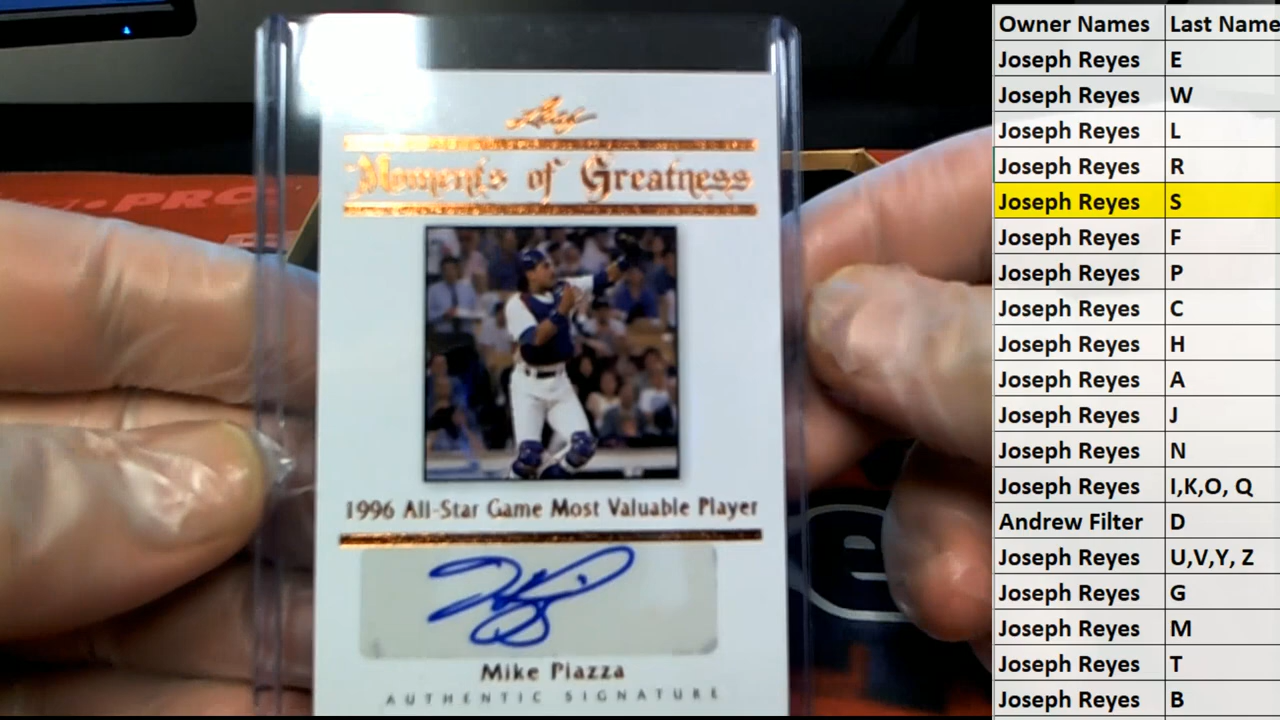 Leaf
Moments of Greatness
1996 All-Star Game Most Valuable Player
Mike Piazza
AUTHENTIC SIGNATURE
PRO
e
Owner Names Last Name
Joseph Reyes E
Joseph Reyes W
Joseph Reyes L
Joseph Reyes R
Joseph Reyes S
Joseph Reyes F
Joseph Reyes P
Joseph Reyes C
Joseph Reyes H
Joseph Reyes A
Joseph Reyes J
Joseph Reyes N
Joseph Reyes I,K,O, Q
Andrew Filter D
Joseph Reyes U,V,Y, Z
Joseph Reyes G
Joseph Reyes M
Joseph Reyes T
Joseph Reyes B